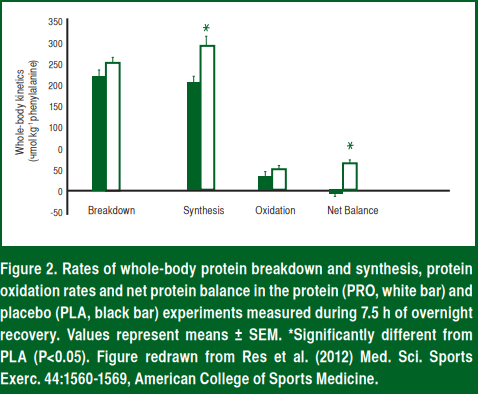 Whole-body kinetics
(чmol kg⁻¹ phenylalanine)
350
300
250
200
150
100
0
50
0
-50
*
*
Breakdown
Synthesis
Oxidation
Net Balance
Figure 2. Rates of whole-body protein breakdown and synthesis, protein
oxidation rates and net protein balance in the protein (PRO, white bar) and
placebo (PLA, black bar) experiments measured during 7.5 h of overnight
recovery. Values represent means ± SEM. *Significantly different from
PLA (P<0.05). Figure redrawn from Res et al. (2012) Med. Sci. Sports
Exerc. 44:1560-1569, American College of Sports Medicine.